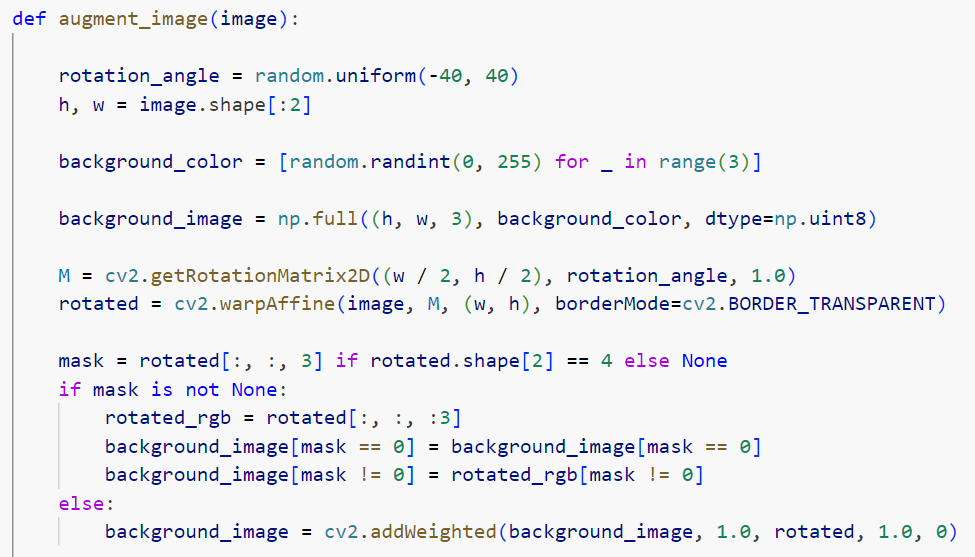 def augment_image(image):
    rotation_angle = random.uniform(-40, 40)
    h, w = image.shape[:2]
    background_color = [random.randint(0, 255) for _ in range(3)]
    background_image = np.full((h, w, 3), background_color, dtype=np.uint8)
    M = cv2.getRotationMatrix2D((w / 2, h / 2), rotation_angle, 1.0)
    rotated = cv2.warpAffine(image, M, (w, h), borderMode=cv2.BORDER_TRANSPARENT)
    mask = rotated[:, :, 3] if rotated.shape[2] == 4 else None
    if mask is not None:
        rotated_rgb = rotated[:, :, :3]
        background_image[mask == 0] = background_image[mask == 0]
        background_image[mask != 0] = rotated_rgb[mask != 0]
    else:
        background_image = cv2.addWeighted(background_image, 1.0, rotated, 1.0, 0)